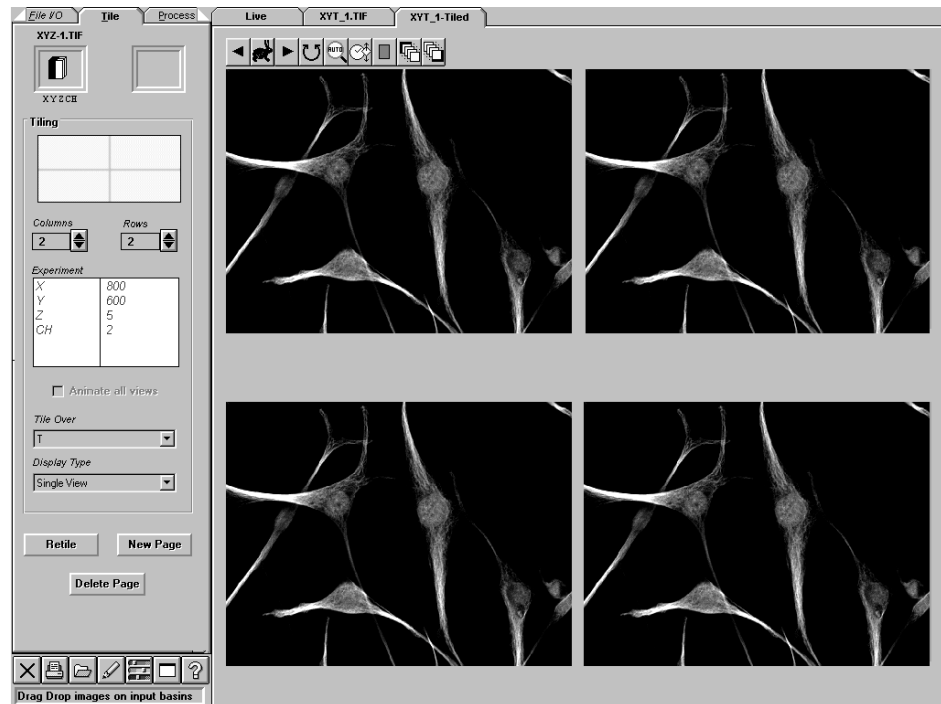 File I/O Tile Process Live XYT_1.TIF XYT_1-Tiled
XYZ-1.TIF
AUTO
XYZCH
Tiling
Columns Rows
2 2
Experiment
X 800
Y 600
Z 5
CH 2
Animate all views
Tile Over
T
Display Type
Single View
Retile New Page
Delete Page
?
Drag Drop images on input basins